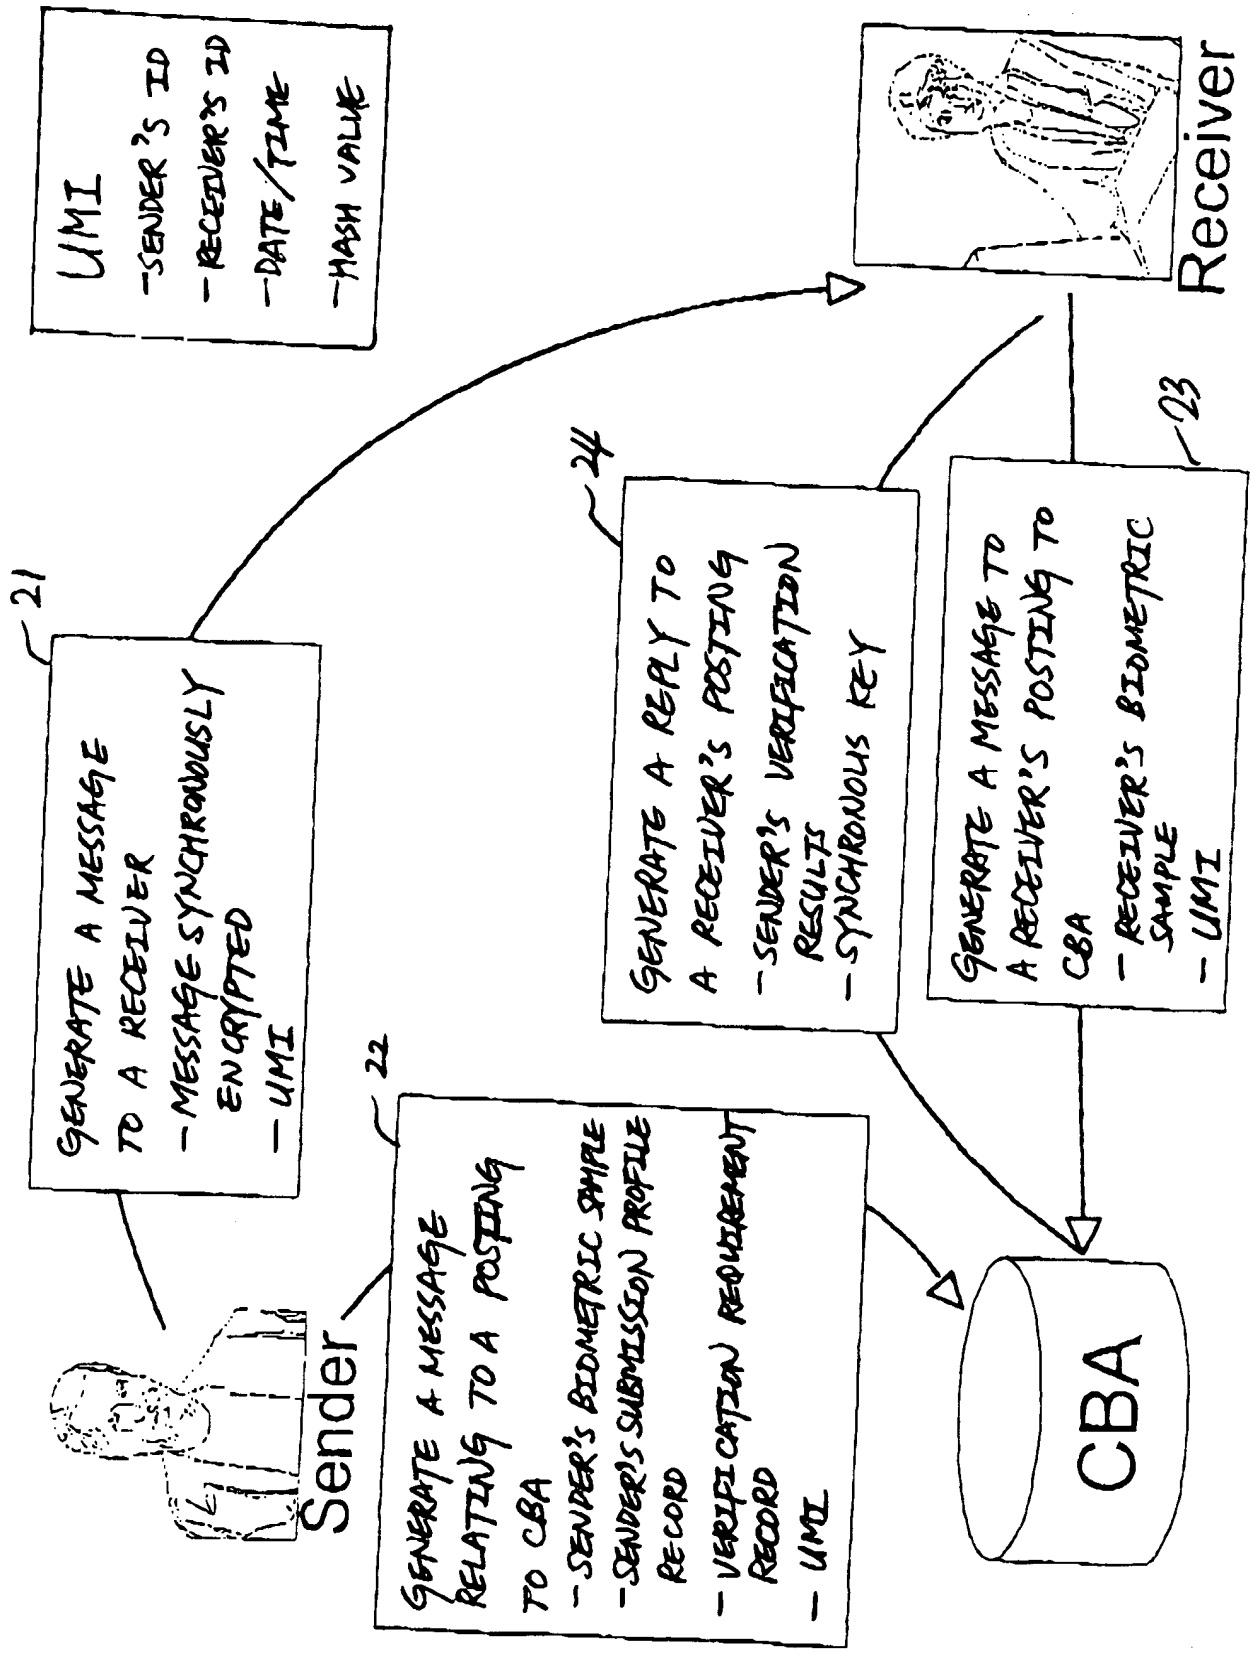 21
GENERATE A MESSAGE
TO A RECEIVER
- MESSAGE SYNCHRONOUSLY
ENCRYPTED
- UMI
UMI
- SENDER'S ID
- RECEIVER'S ID
- DATE/TIME
- HASH VALUE
Sender
22
GENERATE A MESSAGE
RELATING TO A POSTING
TO CBA
- SENDER'S BIOMETRIC SAMPLE
- SENDER'S SUBMISSION PROFILE
RECORD
- VERIFICATION REQUIREMENT
RECORD
- UMI
24
GENERATE A REPLY TO
A RECEIVER'S POSTING
- SENDER'S VERIFICATION
RESULTS
- SYNCHRONOUS KEY
23
GENERATE A MESSAGE TO
A RECEIVER'S POSTING TO
CBA
- RECEIVER'S BIOMETRIC
SAMPLE
- UMI
Receiver
CBA